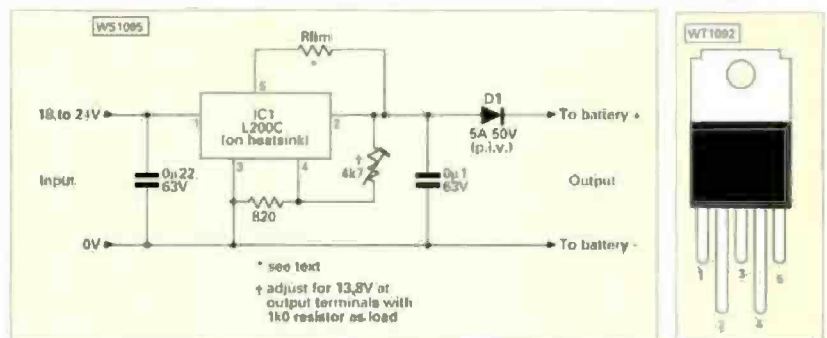 WS1005
Rlim
*
5
18 to 24V
1
IC1
L200C
(on heatsink)
2
D1
5A 50V
(p.i.v.)
To battery +
3
4
†
4k7
Input
0µ22
63V
820
0µ1
63V
Output
0V
To battery -
* see text
† adjust for 13,8V at
output terminals with
1k0 resistor as load
WT1092
1
3
5
2
4